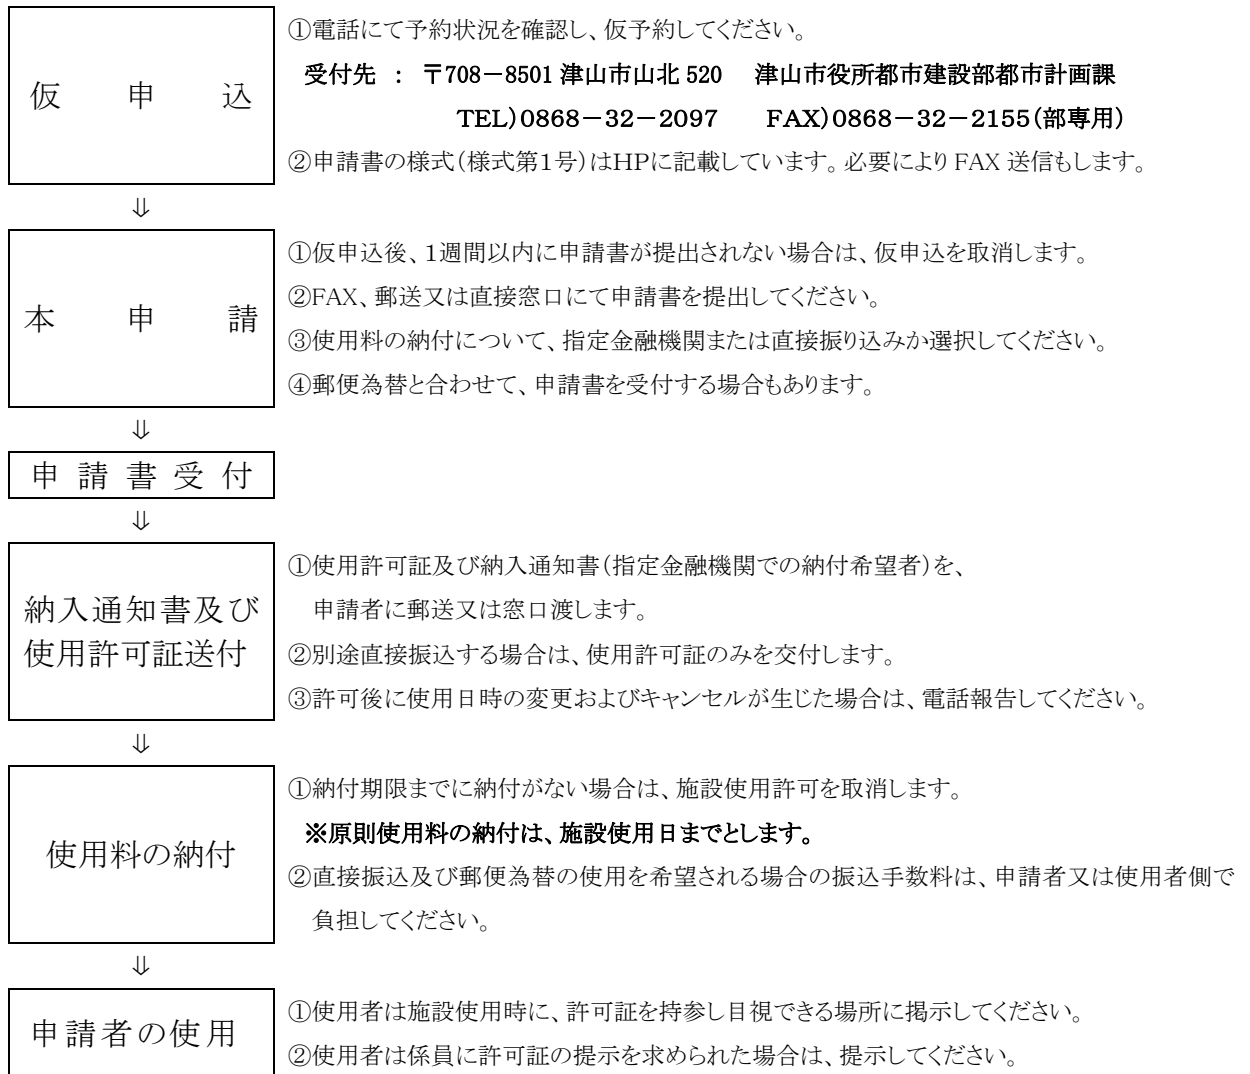 仮申込
①電話にて予約状況を確認し、仮予約してください。
受付先 ： 〒708－8501 津山市山北 520　津山市役所都市建設部都市計画課
TEL)0868－32－2097　FAX)0868－32－2155(部専用)
②申請書の様式(様式第１号)はＨＰに記載しています。必要により FAX 送信もします。
⇓
本申請
①仮申込後、１週間以内に申請書が提出されない場合は、仮申込を取消します。
②FAX、郵送又は直接窓口にて申請書を提出してください。
③使用料の納付について、指定金融機関または直接振り込みか選択してください。
④郵便為替と合わせて、申請書を受付する場合もあります。
⇓
申請書受付
⇓
納入通知書及び
使用許可証送付
①使用許可証及び納入通知書(指定金融機関での納付希望者)を、
申請者に郵送又は窓口渡します。
②別途直接振込する場合は、使用許可証のみを交付します。
③許可後に使用日時の変更およびキャンセルが生じた場合は、電話報告してください。
⇓
使用料の納付
①納付期限までに納付がない場合は、施設使用許可を取消します。
※原則使用料の納付は、施設使用日までとします。
②直接振込及び郵便為替の使用を希望される場合の振込手数料は、申請者又は使用者側で
負担してください。
⇓
申請者の使用
①使用者は施設使用時に、許可証を持参し目視できる場所に掲示してください。
②使用者は係員に許可証の提示を求められた場合は、提示してください。